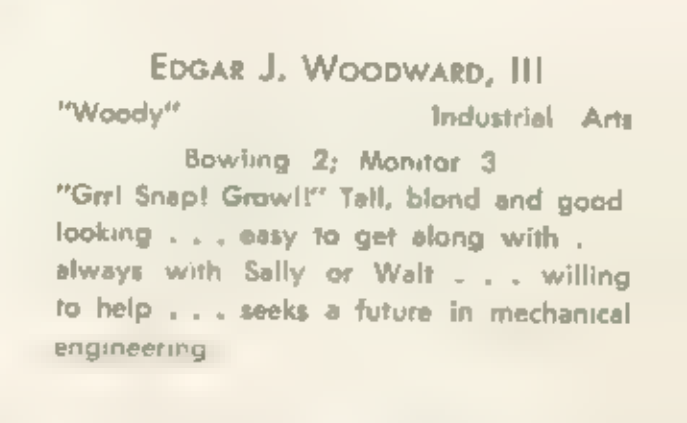 EDGAR J. WOODWARD, III
"Woody" Industrial Arts
Bowling 2; Monitor 3
"Grr! Snap! Growl!" Tall, blond and good
looking . . . easy to get along with .
always with Sally or Walt . . . willing
to help . . . seeks a future in mechanical
engineering